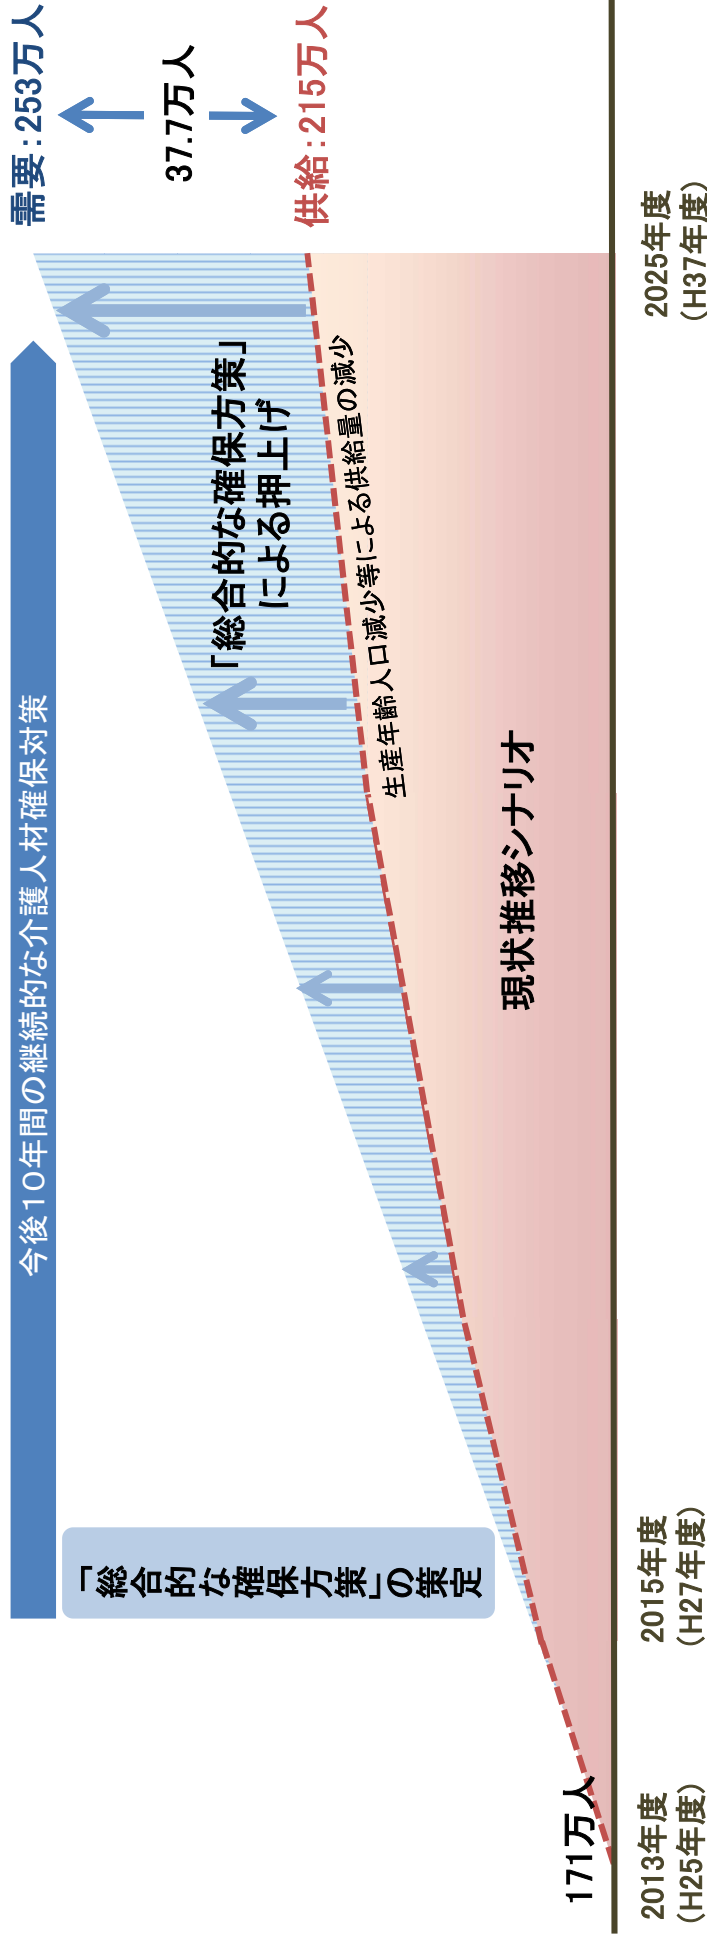 今後10年間の継続的な介護人材確保対策
需要：253万人
37.7万人
供給：215万人
「総合的な確保方策」の策定
「総合的な確保方策」
による押上げ
生産年齢人口減少等による供給量の減少
現状推移シナリオ
171万人
2013年度
（H25年度）
2015年度
（H27年度）
2025年度
（H37年度）